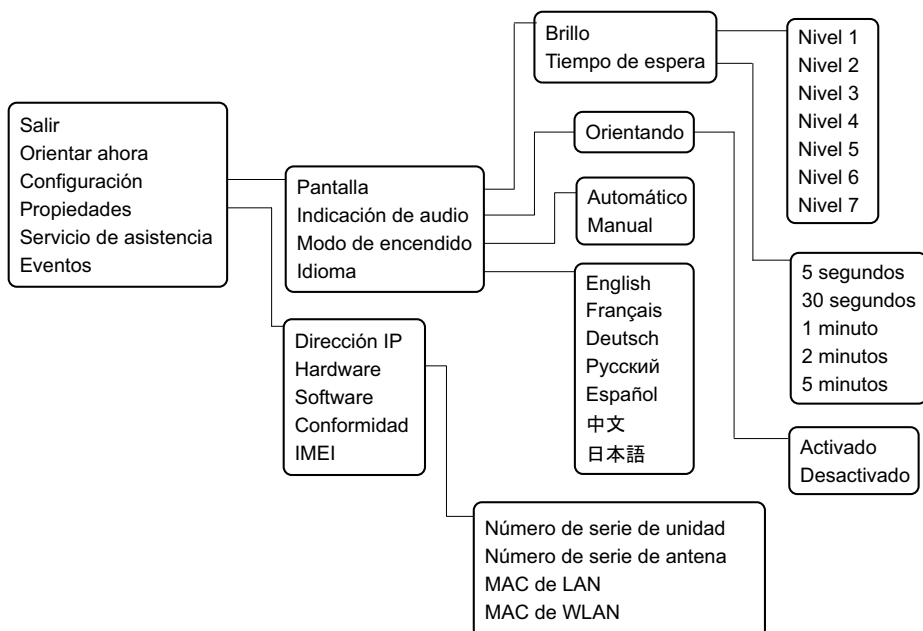 Salir
Orientar ahora
Configuración
Propiedades
Servicio de asistencia
Eventos
Pantalla
Indicación de audio
Modo de encendido
Idioma
Dirección IP
Hardware
Software
Conformidad
IMEI
Brillo
Tiempo de espera
Orientando
Automático
Manual
English
Français
Deutsch
Русский
Español
中文
日本語
Número de serie de unidad
Número de serie de antena
MAC de LAN
MAC de WLAN
Nivel 1
Nivel 2
Nivel 3
Nivel 4
Nivel 5
Nivel 6
Nivel 7
5 segundos
30 segundos
1 minuto
2 minutos
5 minutos
Activado
Desactivado